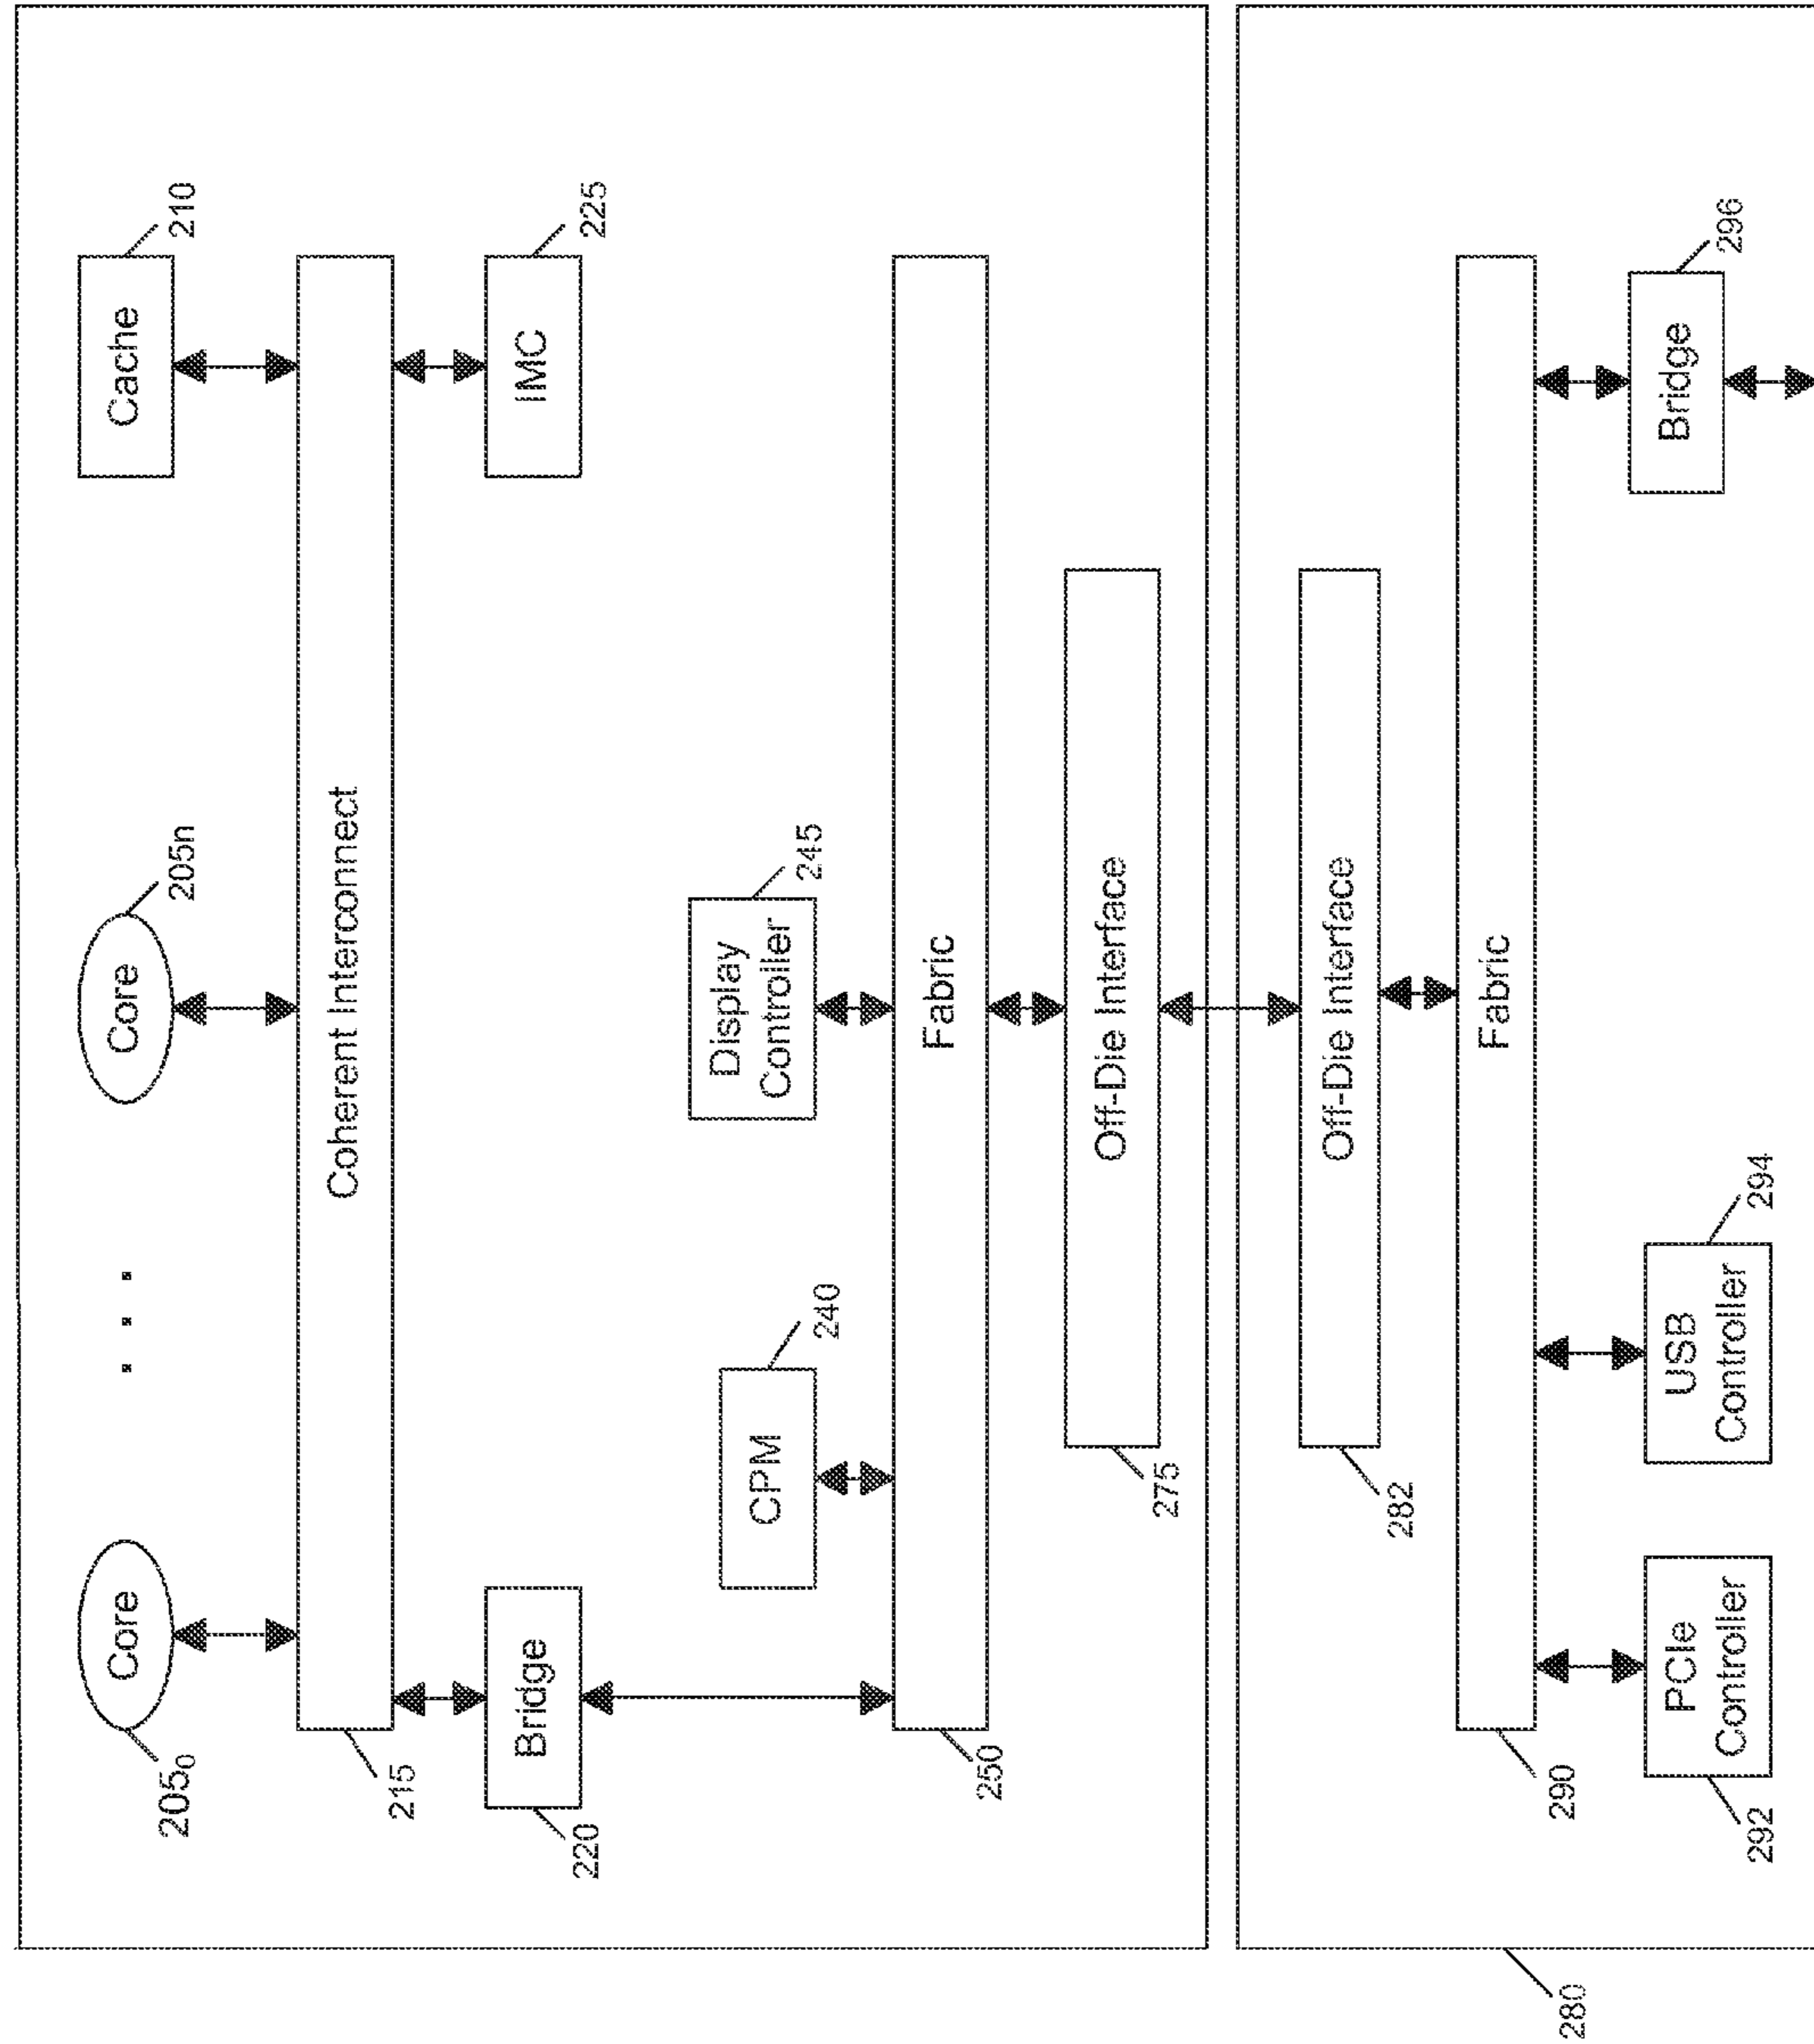 Core
205₀
. . .
Core
205n
Cache
210
Coherent Interconnect
215
Bridge
220
IMC
225
CPM
240
Display
Controller
245
Fabric
250
Off-Die Interface
275
Off-Die Interface
282
Fabric
290
PCIe
Controller
292
USB
Controller
294
Bridge
296
280